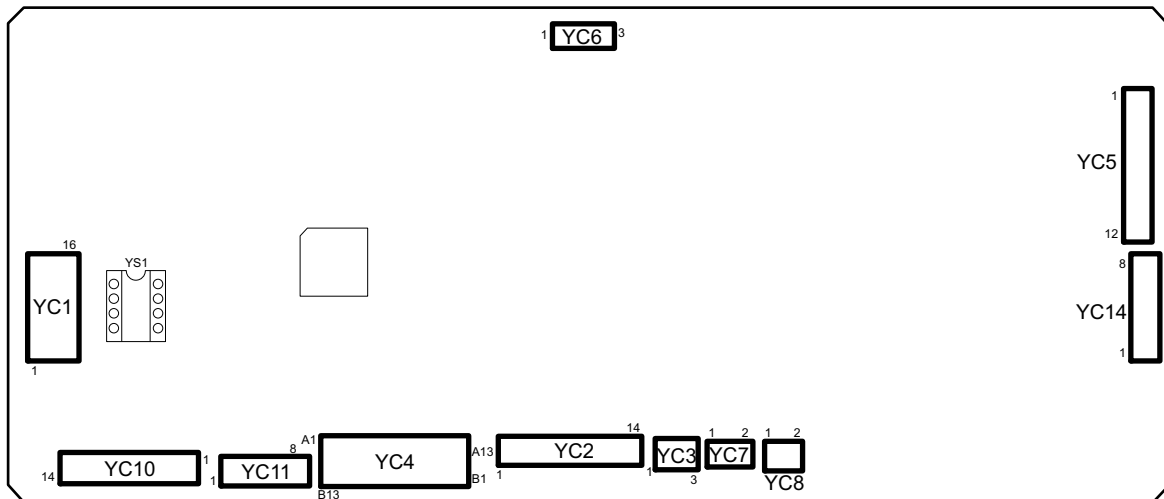 1 YC6 3
1
YC5
12
16
YS1
YC1
1
8
YC14
1
14 YC10 1
1 YC11 8
A1 YC4 A13
B13 B1
1 YC2 14
1 YC3 3
1 YC7 2
1 2
YC8